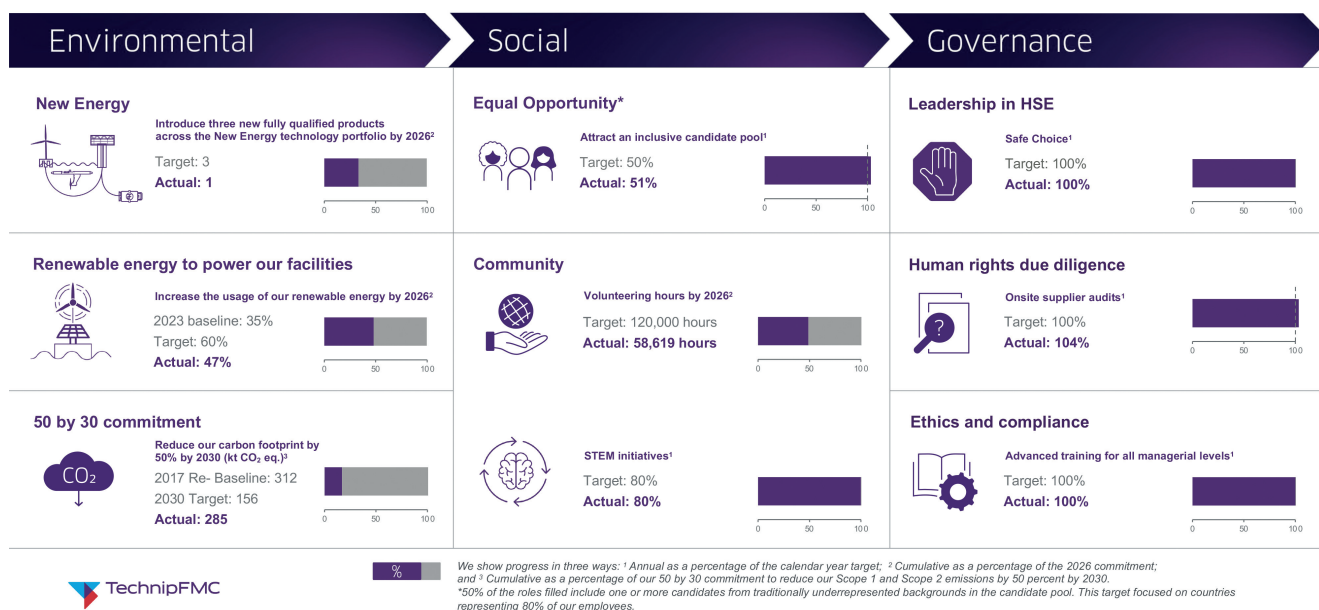 Environmental
Social
Governance
New Energy
Introduce three new fully qualified products
across the New Energy technology portfolio by 2026²
Target: 3
Actual: 1
0 50 100
Equal Opportunity*
Attract an inclusive candidate pool¹
Target: 50%
Actual: 51%
0 50 100
Leadership in HSE
Safe Choice¹
Target: 100%
Actual: 100%
0 50 100
Renewable energy to power our facilities
Increase the usage of our renewable energy by 2026²
2023 baseline: 35%
Target: 60%
Actual: 47%
0 50 100
Community
Volunteering hours by 2026²
Target: 120,000 hours
Actual: 58,619 hours
0 50 100
Human rights due diligence
?
Onsite supplier audits¹
Target: 100%
Actual: 104%
0 50 100
50 by 30 commitment
CO₂
Reduce our carbon footprint by
50% by 2030 (kt CO₂ eq.)³
2017 Re- Baseline: 312
2030 Target: 156
Actual: 285
0 50 100
STEM initiatives¹
Target: 80%
Actual: 80%
0 50 100
Ethics and compliance
Advanced training for all managerial levels¹
Target: 100%
Actual: 100%
0 50 100
TechnipFMC
%
We show progress in three ways: ¹ Annual as a percentage of the calendar year target; ² Cumulative as a percentage of the 2026 commitment;
and ³ Cumulative as a percentage of our 50 by 30 commitment to reduce our Scope 1 and Scope 2 emissions by 50 percent by 2030.
*50% of the roles filled include one or more candidates from traditionally underrepresented backgrounds in the candidate pool. This target focused on countries
representing 80% of our employees.